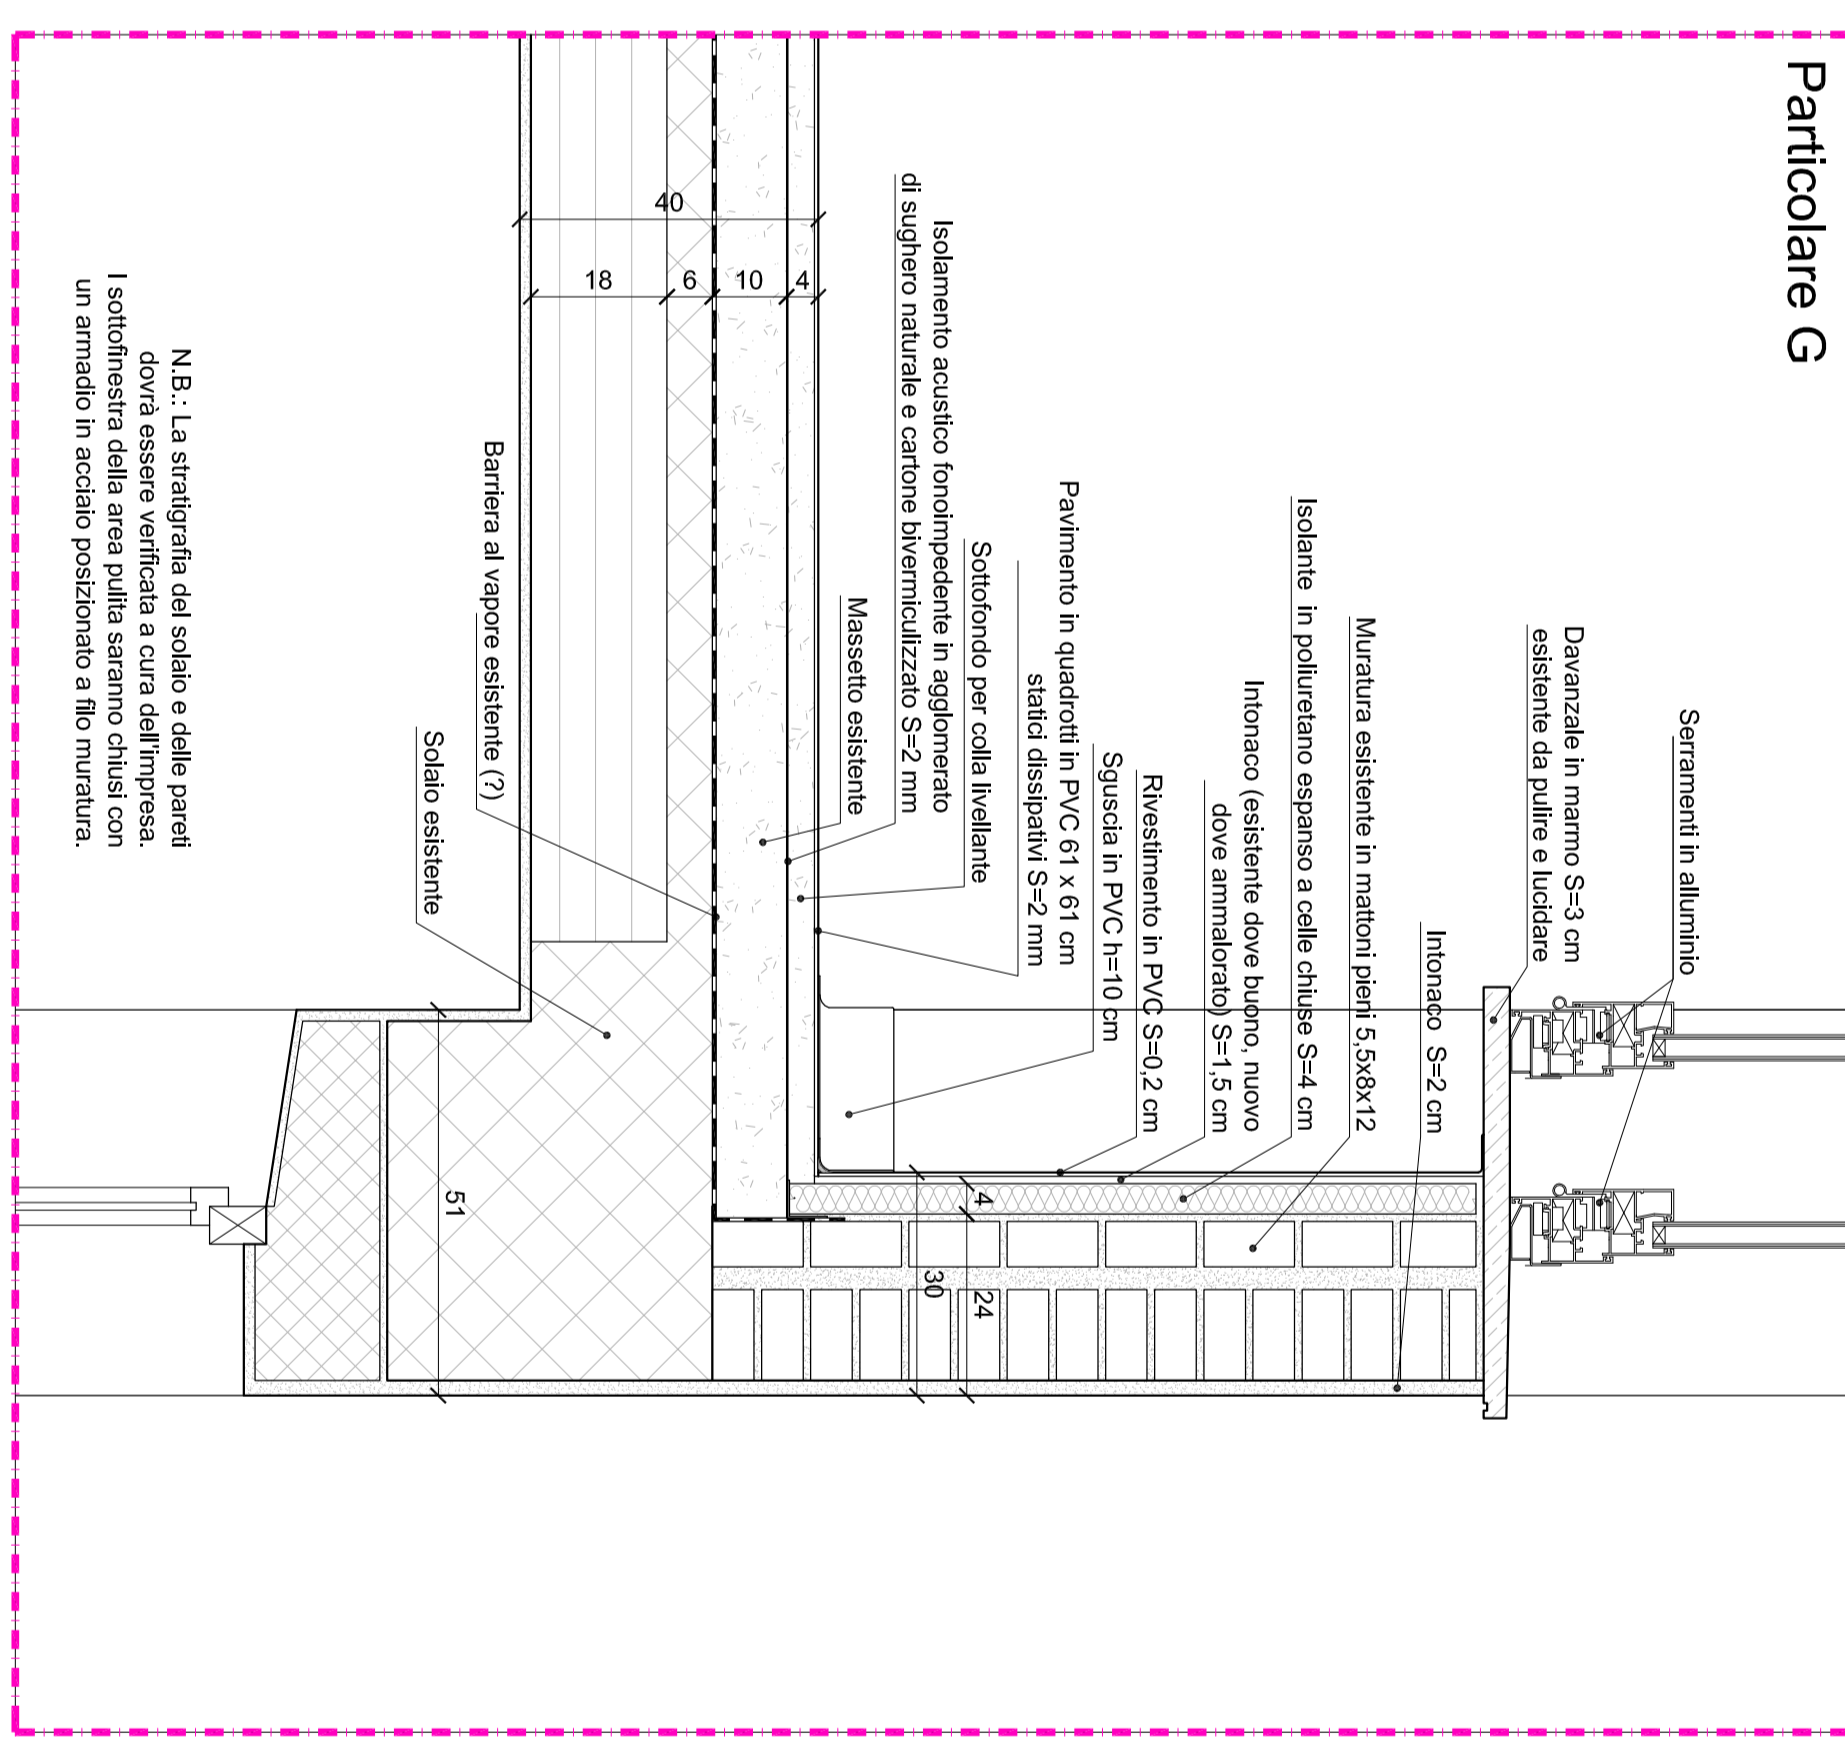 Particolare G
Serramenti in alluminio
Davanzale in marmo S=3 cm
esistente da pulire e lucidare
Intonaco S=2 cm
Muratura esistente in mattoni pieni 5,5x8x12
Isolante in poliuretano espanso a celle chiuse S=4 cm
Intonaco (esistente dove buono, nuovo
dove ammalorato) S=1,5 cm
Rivestimento in PVC S=0,2 cm
Sguscia in PVC h=10 cm
Pavimento in quadrotti in PVC 61 x 61 cm
statici dissipativi S=2 mm
Sottofondo per colla livellante
Isolamento acustico fonoimpedente in agglomerato
di sughero naturale e cartone bivermiculizzato S=2 mm
Massetto esistente
Barriera al vapore esistente (?)
Solaio esistente
40
18
6
10
4
4
24
30
51
N.B.: La stratigrafia del solaio e delle pareti
dovrà essere verificata a cura dell'impresa.
I sottofinestra della area pulita saranno chiusi con
un armadio in acciaio posizionato a filo muratura.